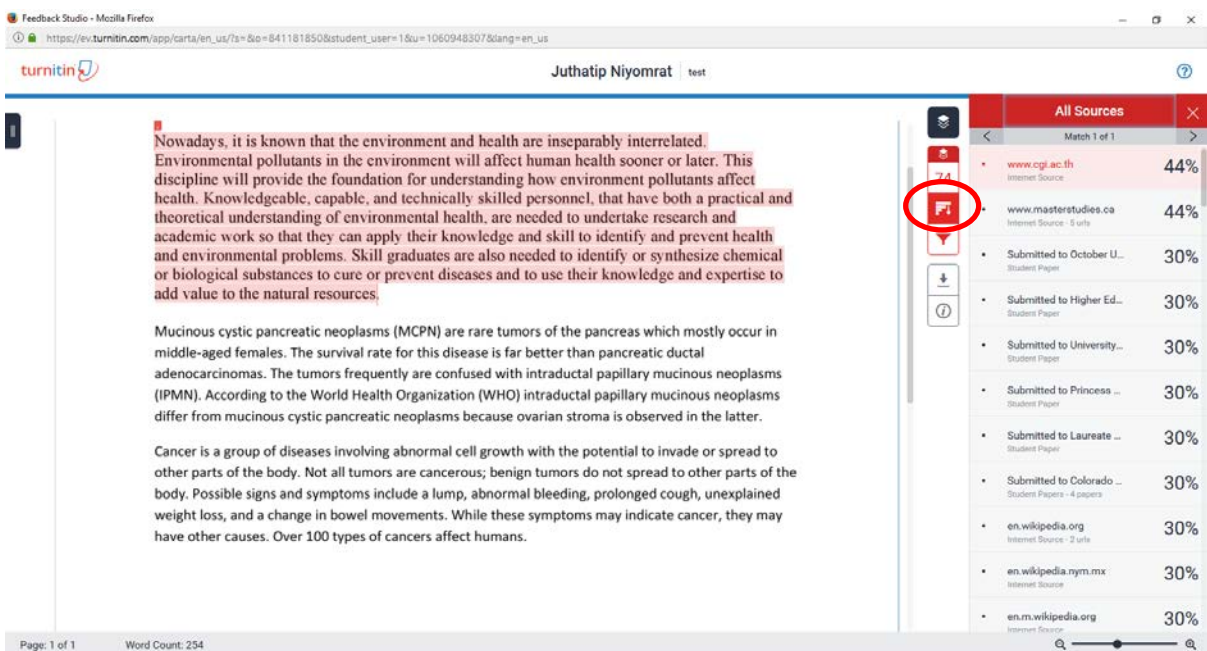 Feedback Studio - Mozilla Firefox
https://ev.turnitin.com/app/carta/en_us/?s=&o=841181850&student_user=1&u=1060948307&lang=en_us
turnitin
Juthatip Niyomrat test
Nowadays, it is known that the environment and health are inseparably interrelated.
Environmental pollutants in the environment will affect human health sooner or later. This
discipline will provide the foundation for understanding how environment pollutants affect
health. Knowledgeable, capable, and technically skilled personnel, that have both a practical and
theoretical understanding of environmental health, are needed to undertake research and
academic work so that they can apply their knowledge and skill to identify and prevent health
and environmental problems. Skill graduates are also needed to identify or synthesize chemical
or biological substances to cure or prevent diseases and to use their knowledge and expertise to
add value to the natural resources.
Mucinous cystic pancreatic neoplasms (MCPN) are rare tumors of the pancreas which mostly occur in
middle-aged females. The survival rate for this disease is far better than pancreatic ductal
adenocarcinomas. The tumors frequently are confused with intraductal papillary mucinous neoplasms
(IPMN). According to the World Health Organization (WHO) intraductal papillary mucinous neoplasms
differ from mucinous cystic pancreatic neoplasms because ovarian stroma is observed in the latter.
Cancer is a group of diseases involving abnormal cell growth with the potential to invade or spread to
other parts of the body. Not all tumors are cancerous; benign tumors do not spread to other parts of the
body. Possible signs and symptoms include a lump, abnormal bleeding, prolonged cough, unexplained
weight loss, and a change in bowel movements. While these symptoms may indicate cancer, they may
have other causes. Over 100 types of cancers affect humans.
74
All Sources
Match 1 of 1
www.cgi.ac.th 44%
Internet Source
www.masterstudies.ca 44%
Internet Source - 5 urls
Submitted to October U... 30%
Student Paper
Submitted to Higher Ed... 30%
Student Paper
Submitted to University... 30%
Student Paper
Submitted to Princess ... 30%
Student Paper
Submitted to Laureate ... 30%
Student Paper
Submitted to Colorado ... 30%
Student Papers - 4 papers
en.wikipedia.org 30%
Internet Source - 2 urls
en.wikipedia.nym.mx 30%
Internet Source
en.m.wikipedia.org 30%
Internet Source
Page: 1 of 1 Word Count: 254